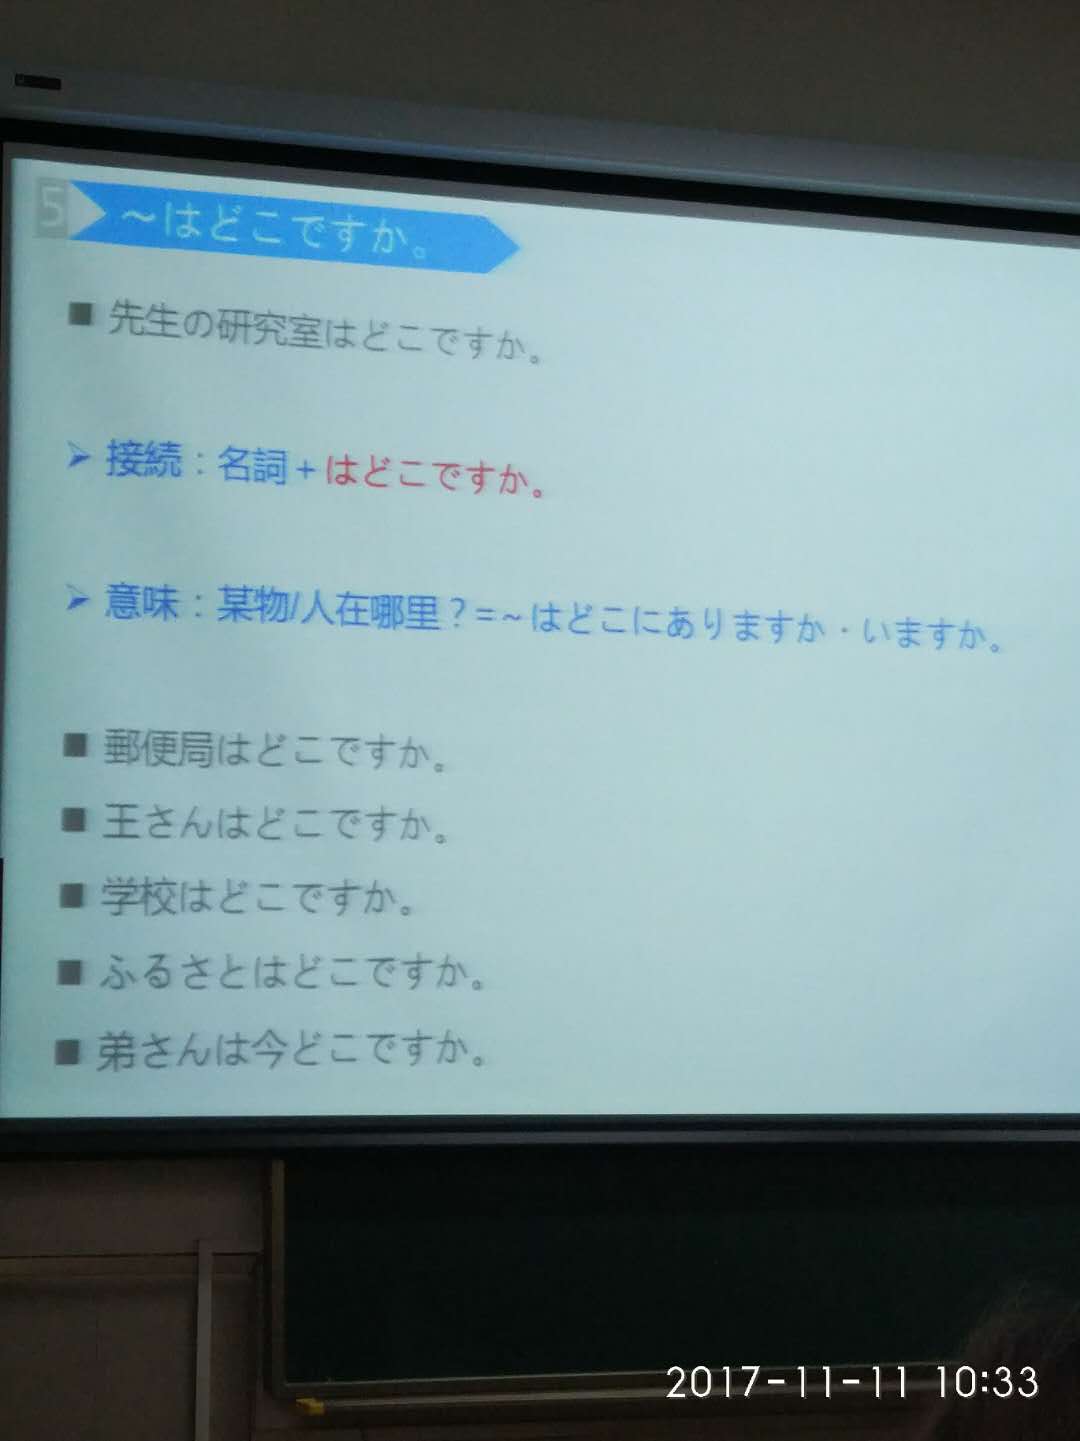 5 ～はどこですか。
■ 先生の研究室はどこですか。
➢ 接続：名詞+はどこですか。
➢ 意味：某物/人在哪里？=~はどこにありますか・いますか。
■ 郵便局はどこですか。
■ 王さんはどこですか。
■ 学校はどこですか。
■ ふるさとはどこですか。
■ 弟さんは今どこですか。
2017-11-11 10:33